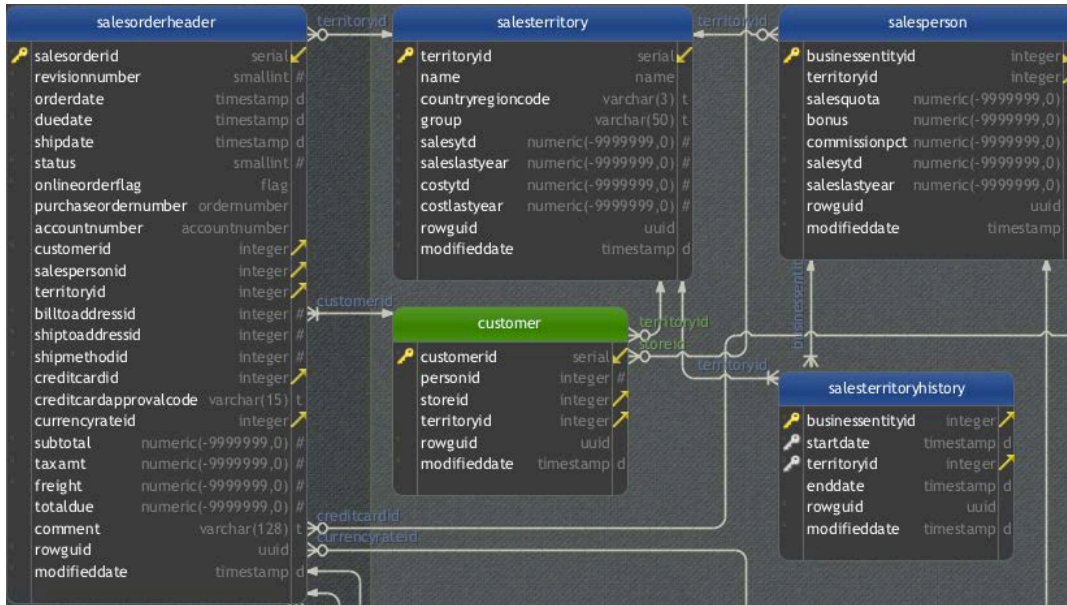 salesorderheader
salesorderid serial
revisionnumber smallint #
orderdate timestamp d
duedate timestamp d
shipdate timestamp d
status smallint #
onlineorderflag flag
purchaseordernumber ordernumber
accountnumber accountnumber
customerid integer
salespersonid integer
territoryid integer
billtoaddressid integer #
shiptoaddressid integer #
shipmethodid integer #
creditcardid integer
creditcardapprovalcode varchar(15) t
currencyrateid integer
subtotal numeric(-9999999,0) #
taxamt numeric(-9999999,0) #
freight numeric(-9999999,0) #
totaldue numeric(-9999999,0) #
comment varchar(128) t
rowguid uuid
modifieddate timestamp d
territoryid
salesterritory
territoryid serial
name name
countryregioncode varchar(3) t
group varchar(50) t
salesytd numeric(-9999999,0) #
saleslastyear numeric(-9999999,0) #
costytd numeric(-9999999,0) #
costlastyear numeric(-9999999,0) #
rowguid uuid
modifieddate timestamp d
territoryid
salesperson
businessentityid integer
territoryid integer
salesquota numeric(-9999999,0)
bonus numeric(-9999999,0)
commissionpct numeric(-9999999,0)
salesytd numeric(-9999999,0)
saleslastyear numeric(-9999999,0)
rowguid uuid
modifieddate timestamp
customerid
customer
customerid serial
personid integer #
storeid integer
territoryid integer
rowguid uuid
modifieddate timestamp d
territoryid
storeid
territoryid
salesterritoryhistory
businessentityid integer
startdate timestamp d
territoryid integer
enddate timestamp d
rowguid uuid
modifieddate timestamp d
creditcardid
currencyrateid